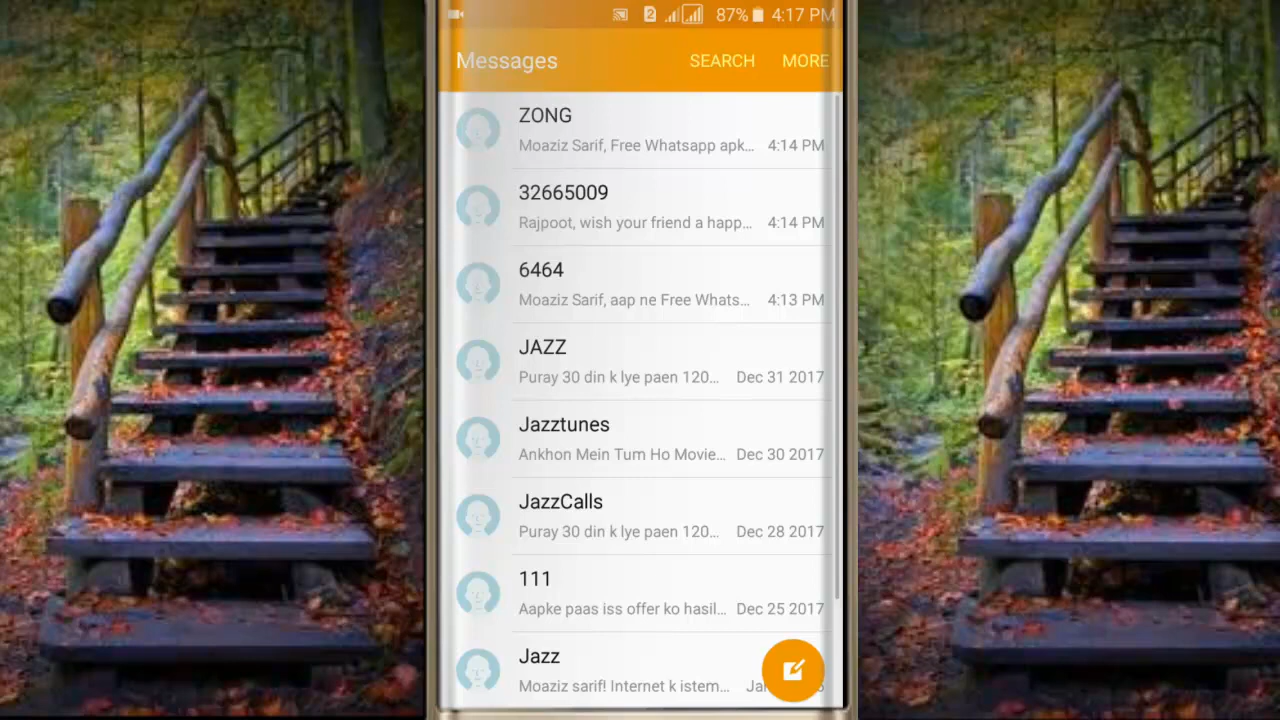 2 87% 4:17 PM
Messages SEARCH MORE
ZONG
Moaziz Sarif, Free Whatsapp apk... 4:14 PM
32665009
Rajpoot, wish your friend a happ... 4:14 PM
6464
Moaziz Sarif, aap ne Free Whats... 4:13 PM
JAZZ
Puray 30 din k lye paen 120... Dec 31 2017
Jazztunes
Ankhon Mein Tum Ho Movie... Dec 30 2017
JazzCalls
Puray 30 din k lye paen 120... Dec 28 2017
111
Aapke paas iss offer ko hasil... Dec 25 2017
Jazz
Moaziz sarif! Internet k istem...